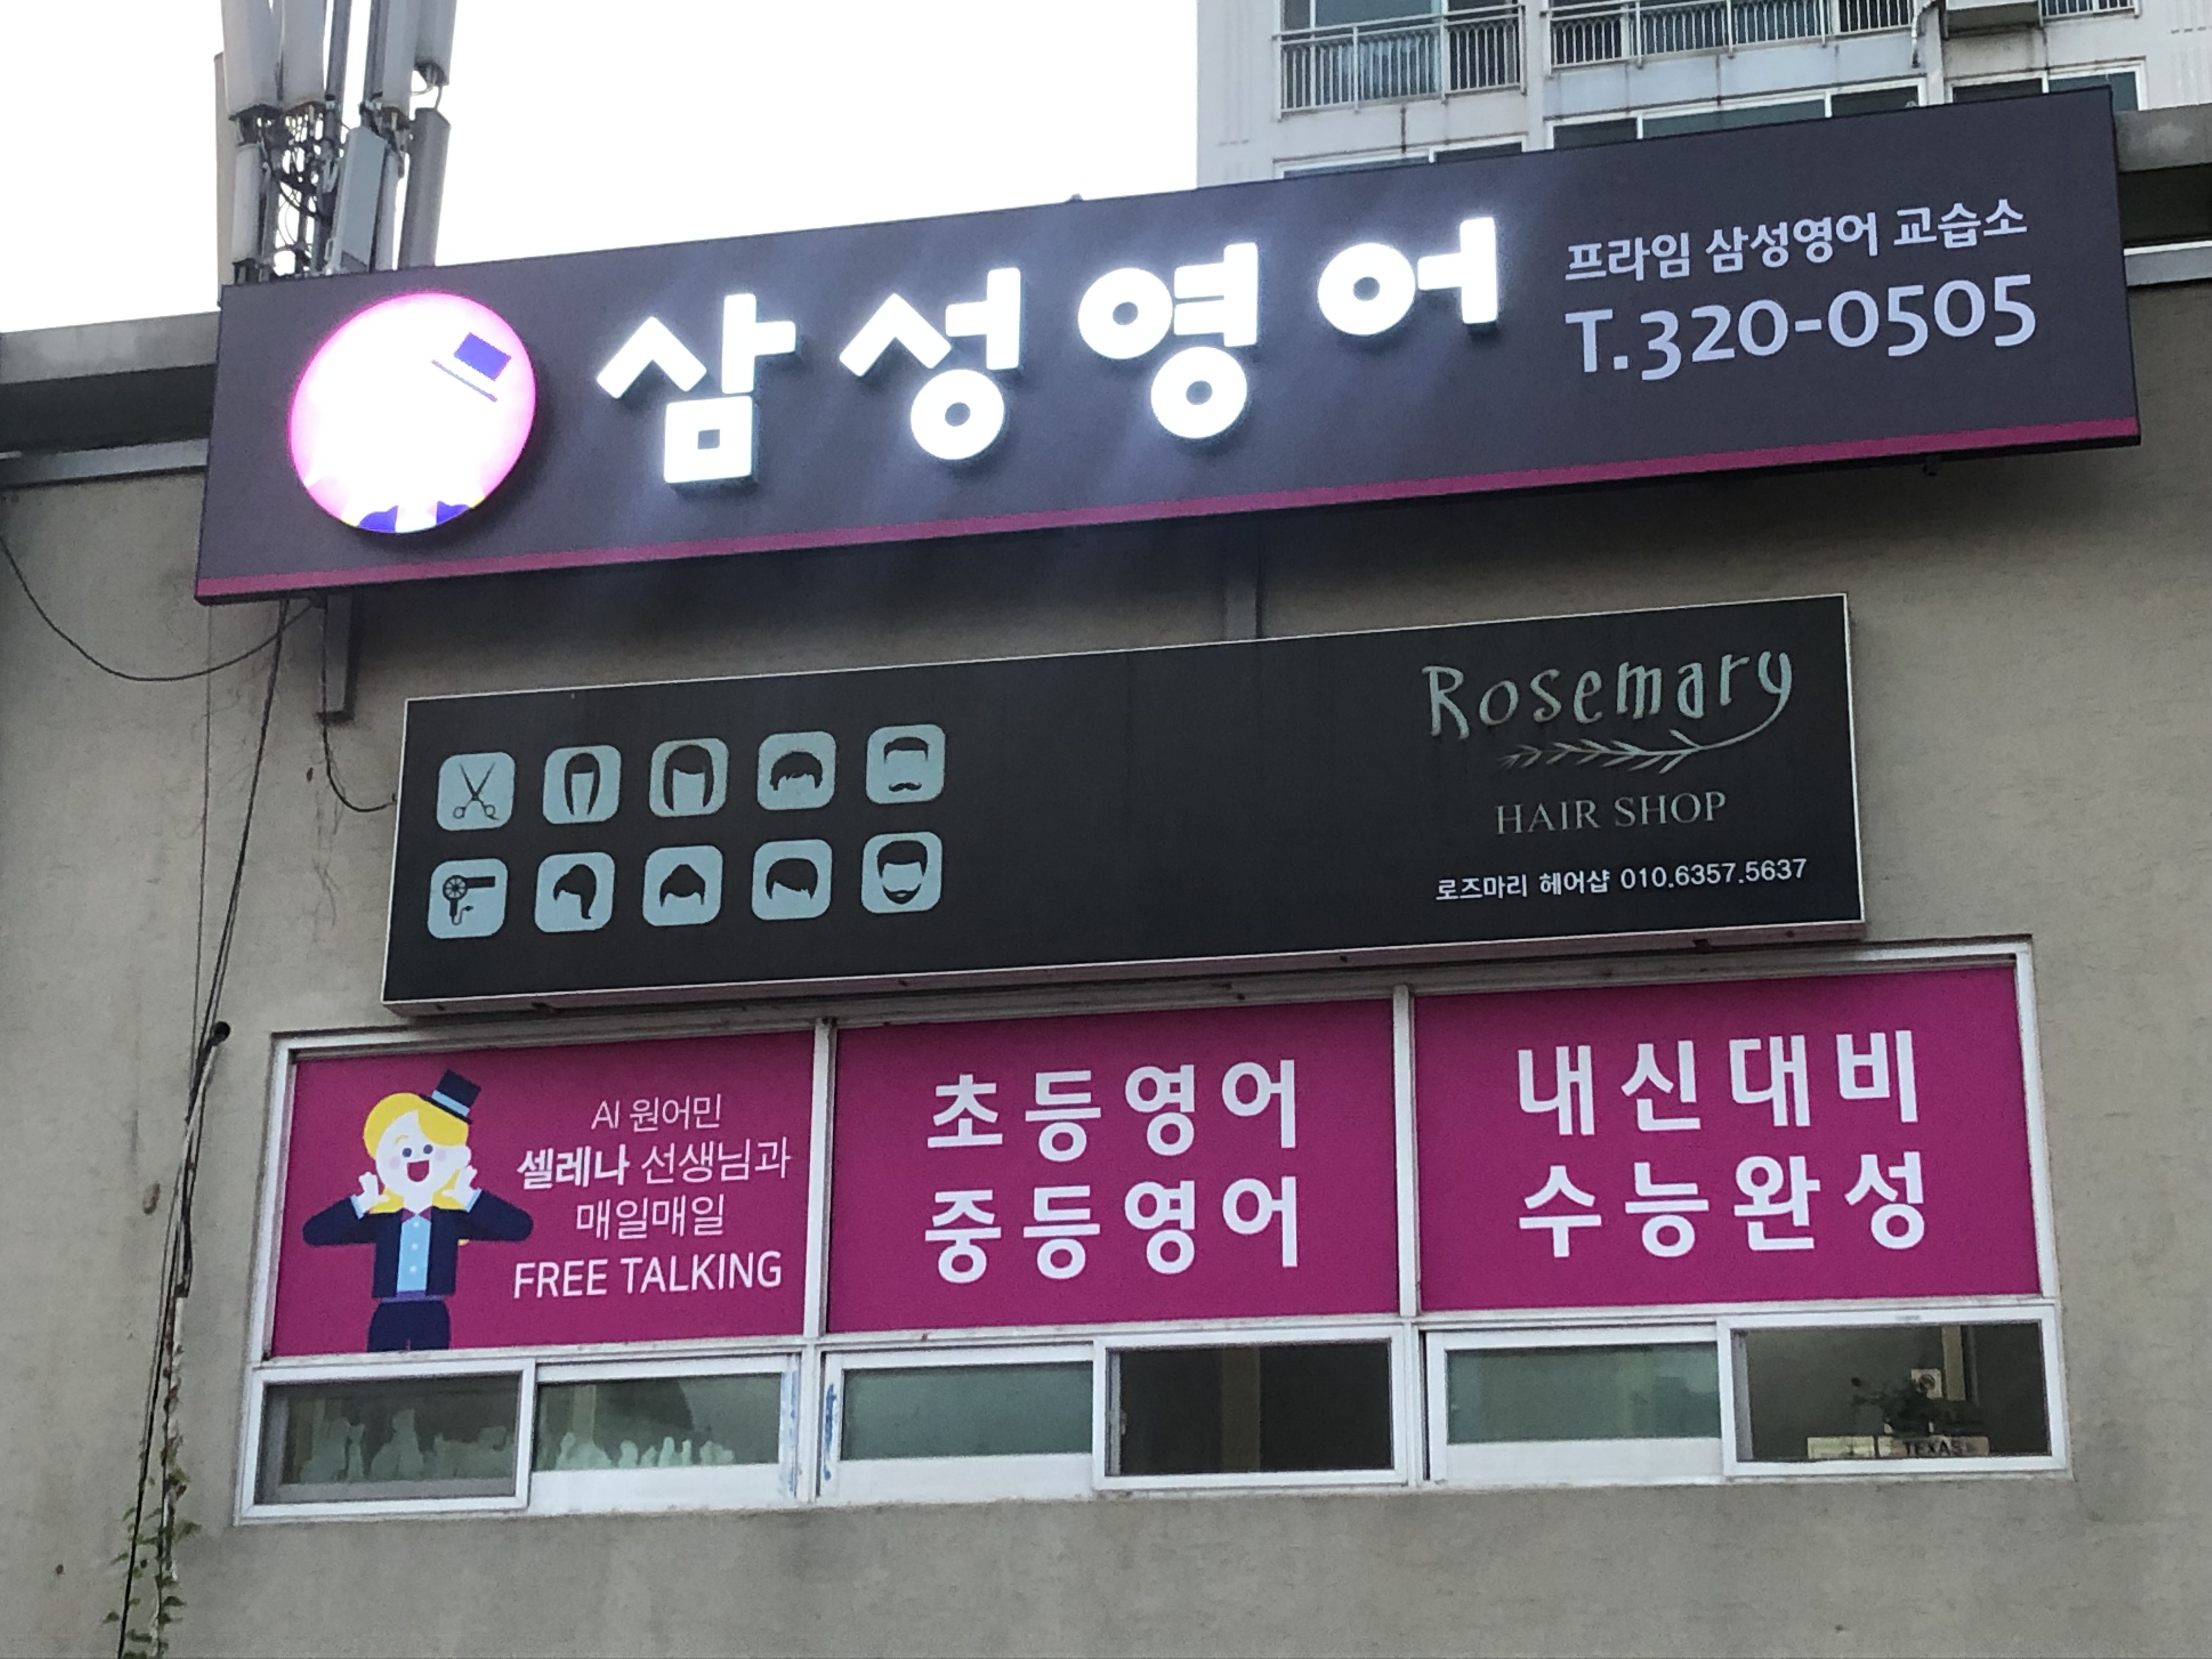 삼성영어
프라임 삼성영어 교습소
T.320-0505
Rosemary
HAIR SHOP
로즈마리 헤어샵 010.6357.5637
AI 원어민
셀레나 선생님과
매일매일
FREE TALKING
초등영어
중등영어
내신대비
수능완성
TEXAS